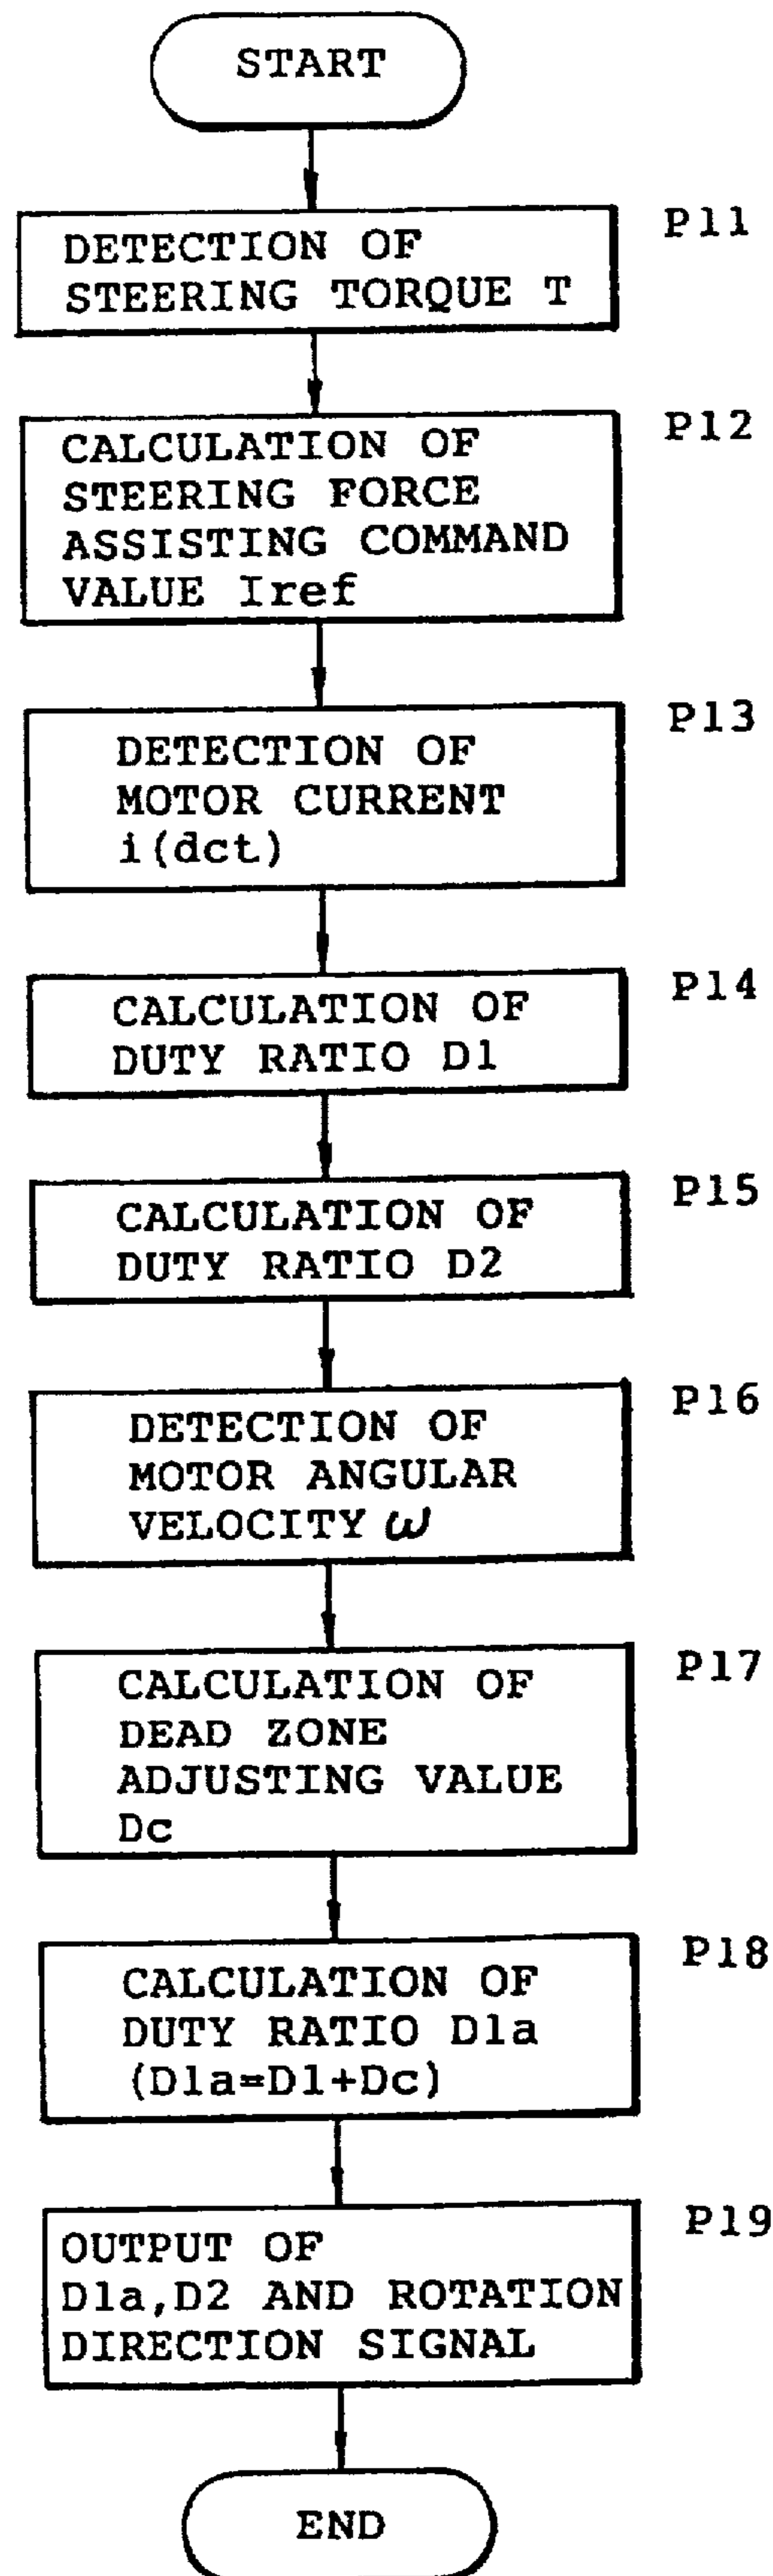 START
P11
DETECTION OF
STEERING TORQUE T
P12
CALCULATION OF
STEERING FORCE
ASSISTING COMMAND
VALUE Iref
P13
DETECTION OF
MOTOR CURRENT
i(dct)
P14
CALCULATION OF
DUTY RATIO D1
P15
CALCULATION OF
DUTY RATIO D2
P16
DETECTION OF
MOTOR ANGULAR
VELOCITY ω
P17
CALCULATION OF
DEAD ZONE
ADJUSTING VALUE
Dc
P18
CALCULATION OF
DUTY RATIO D1a
(D1a=D1+Dc)
P19
OUTPUT OF
D1a,D2 AND ROTATION
DIRECTION SIGNAL
END